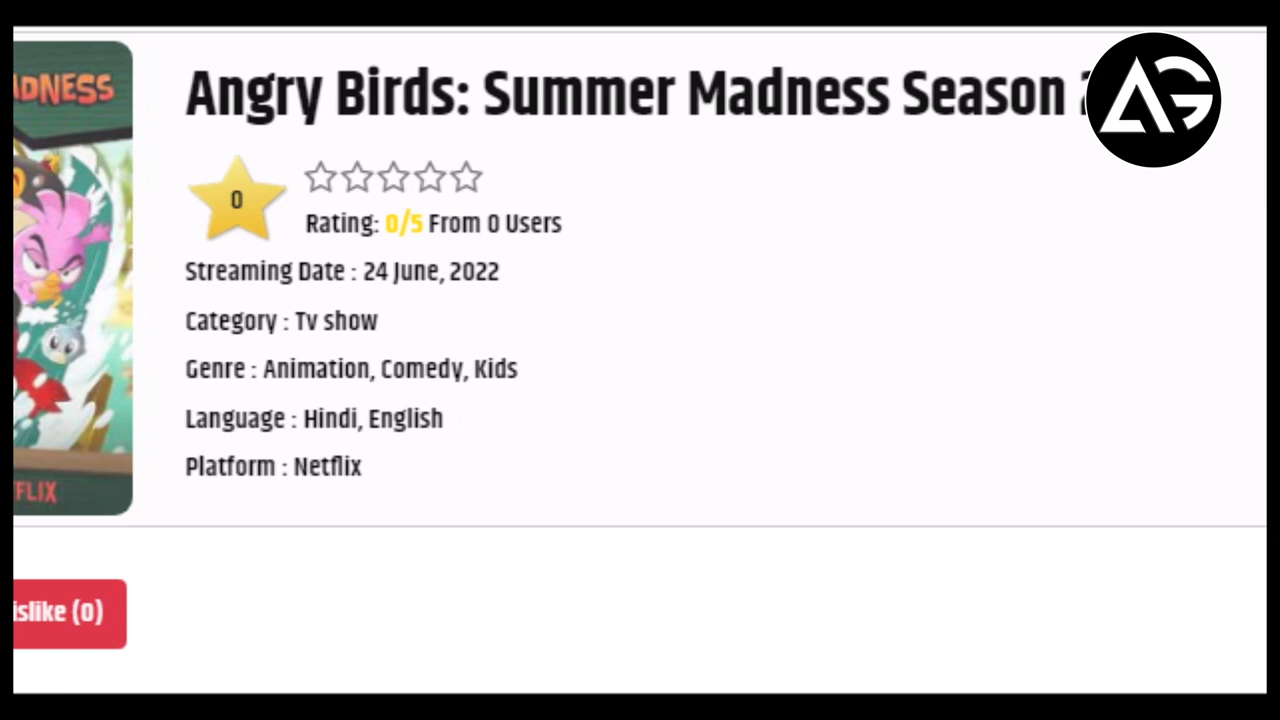 ADNESS
Angry Birds: Summer Madness Season
AG
0
Rating: 0/5 From 0 Users
Streaming Date : 24 June, 2022
Category : Tv show
Genre : Animation, Comedy, Kids
Language : Hindi, English
Platform : Netflix
FLIX
islike (0)